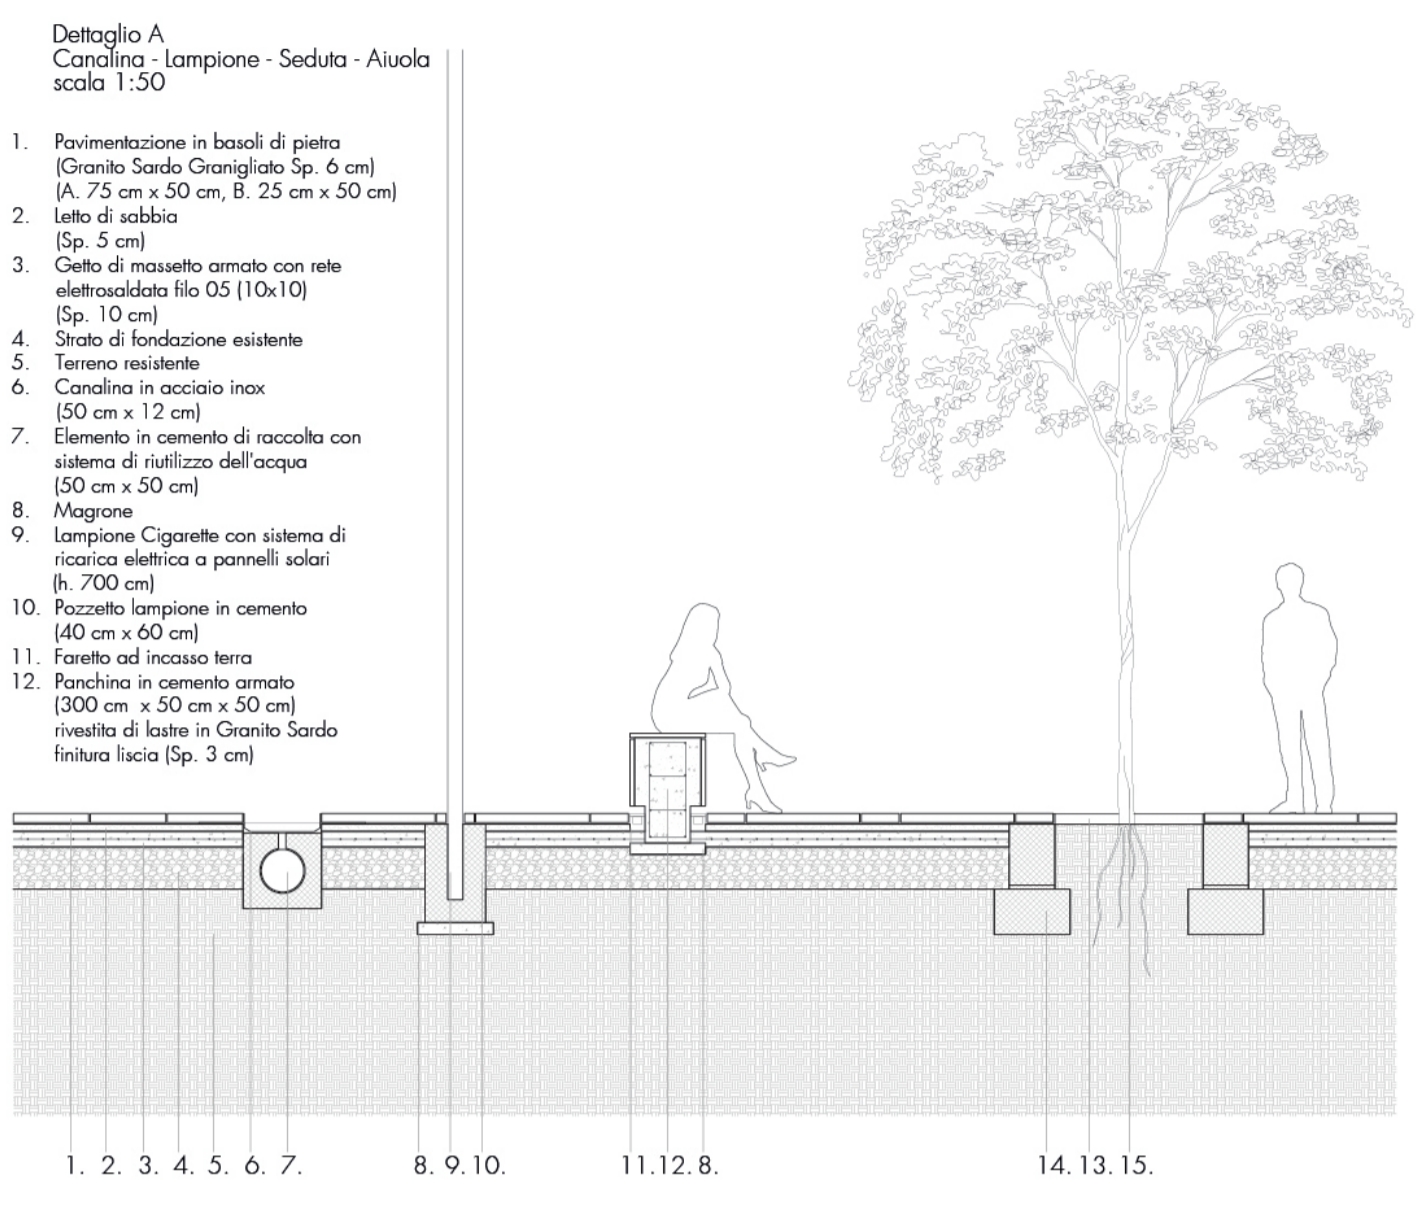 Dettaglio A
Canalina - Lampione - Seduta - Aiuola
scala 1:50
1. Pavimentazione in basoli di pietra
(Granito Sardo Granigliato Sp. 6 cm)
(A. 75 cm x 50 cm, B. 25 cm x 50 cm)
2. Letto di sabbia
(Sp. 5 cm)
3. Getto di massetto armato con rete
elettrosaldata filo 05 (10x10)
(Sp. 10 cm)
4. Strato di fondazione esistente
5. Terreno resistente
6. Canalina in acciaio inox
(50 cm x 12 cm)
7. Elemento in cemento di raccolta con
sistema di riutilizzo dell'acqua
(50 cm x 50 cm)
8. Magrone
9. Lampione Cigarette con sistema di
ricarica elettrica a pannelli solari
(h. 700 cm)
10. Pozzetto lampione in cemento
(40 cm x 60 cm)
11. Faretto ad incasso terra
12. Panchina in cemento armato
(300 cm x 50 cm x 50 cm)
rivestita di lastre in Granito Sardo
finitura liscia (Sp. 3 cm)
1. 2. 3. 4. 5. 6. 7. 8. 9. 10. 11. 12. 8. 14. 13. 15.